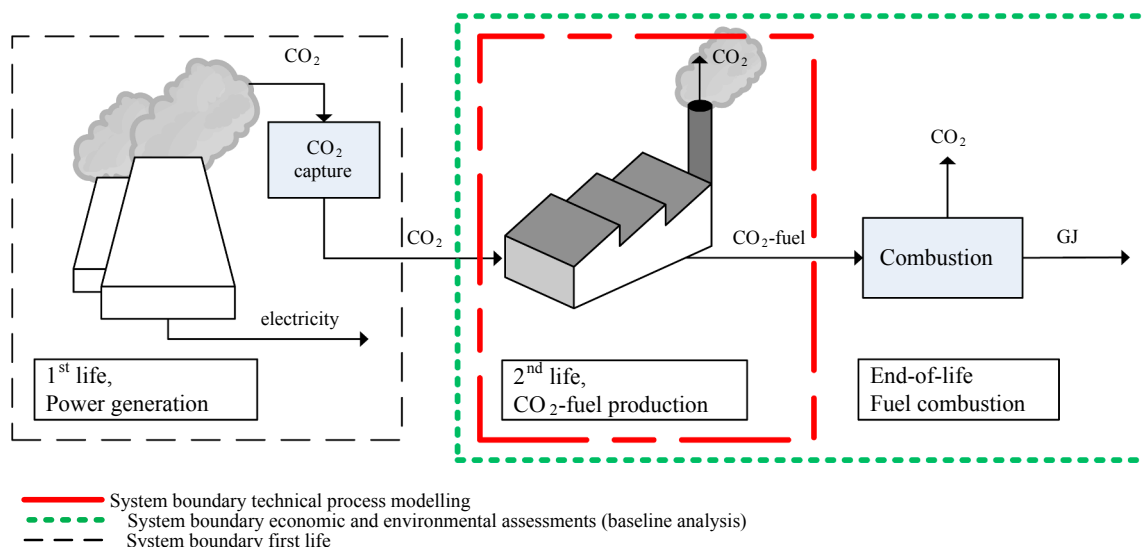 CO₂
CO₂
capture
CO₂
electricity
1st life,
Power generation
CO₂
2nd life,
CO₂-fuel production
CO₂-fuel
CO₂
Combustion
GJ
End-of-life
Fuel combustion
System boundary technical process modelling
System boundary economic and environmental assessments (baseline analysis)
System boundary first life